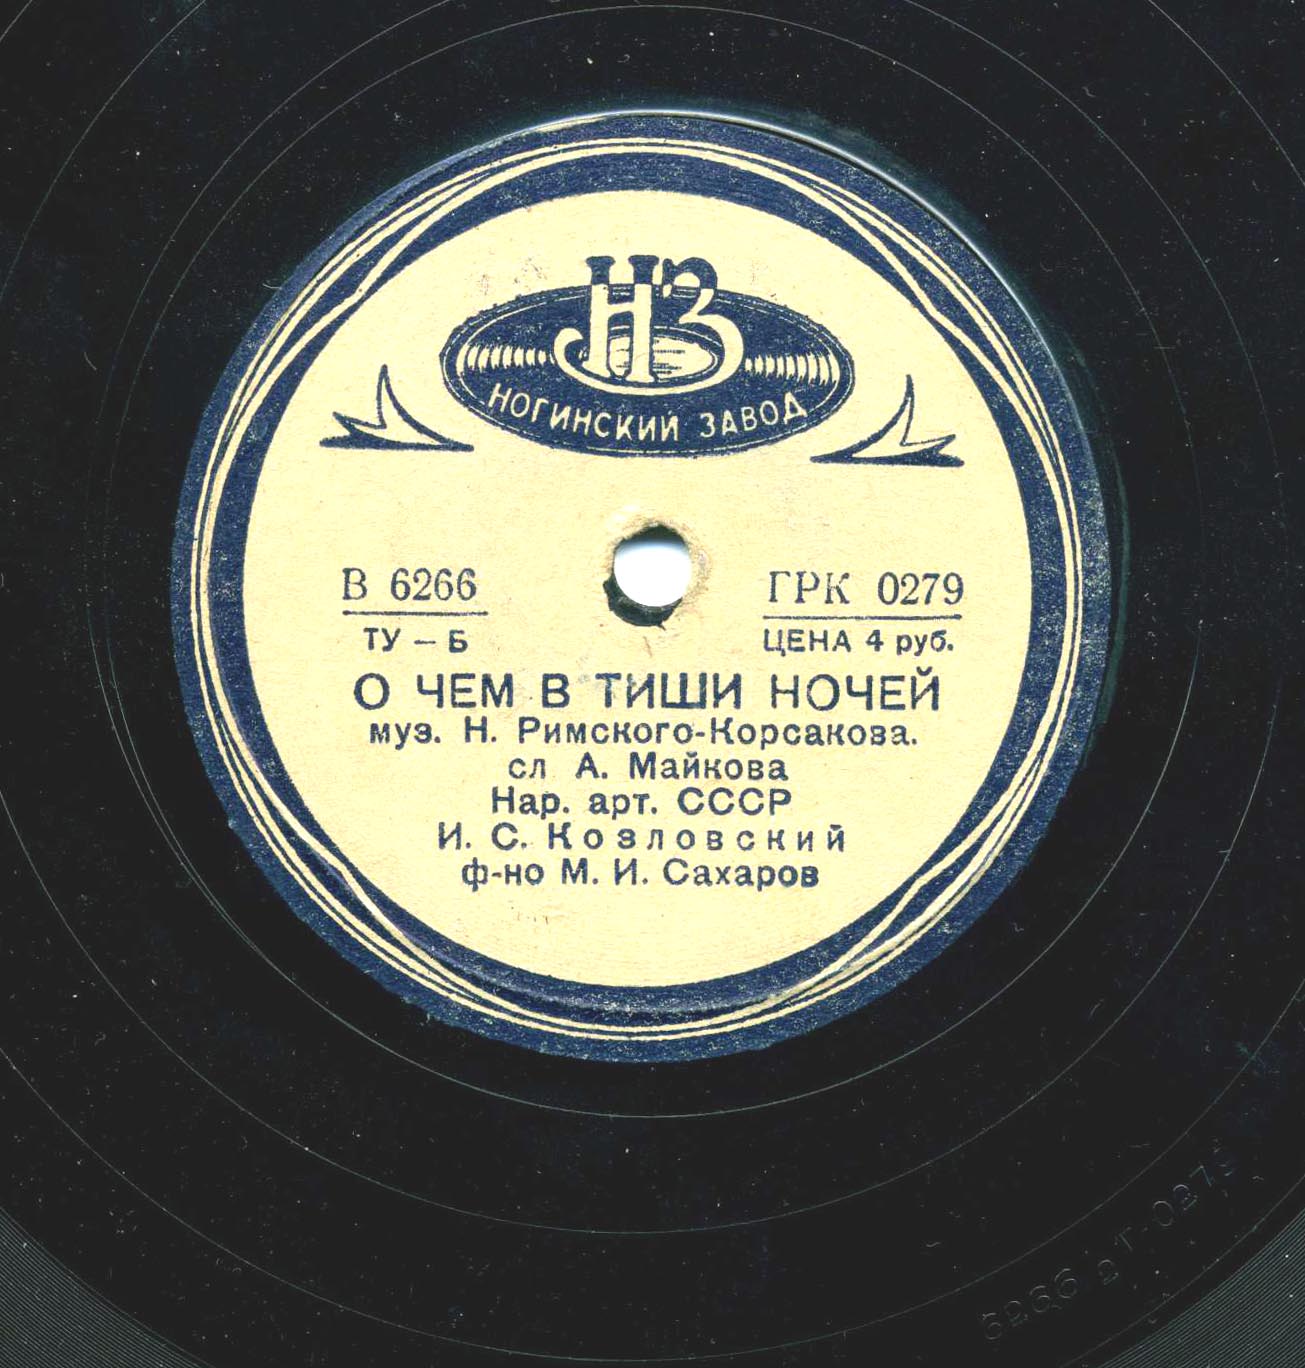 НЗ
НОГИНСКИЙ ЗАВОД
В 6266 ГРК 0279
ТУ – Б ЦЕНА 4 руб.
О ЧЕМ В ТИШИ НОЧЕЙ
муз. Н. Римского-Корсакова.
сл А. Майкова
Нар. арт. СССР
И. С. Козловский
ф-но М. И. Сахаров